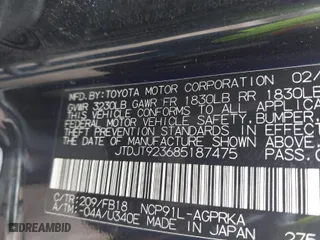 MFD. BY:TOYOTA MOTOR CORPORATION 02/
GVWR 3230LB GAWR FR 1830LB RR 1830LB
THIS VEHICLE CONFORMS TO ALL APPLICA
FEDERAL MOTOR VEHICLE SAFETY, BUMPER,
THEFT PREVENTION STANDARDS IN EFFECT
THE DATE OF MANUFACTURE SHOWN
JTDJT923685187475
C/TR:209/FB18 NCP91L-AGPRKA
A/TM:-04A/U340E MADE IN JAPAN 275
DREAMBID